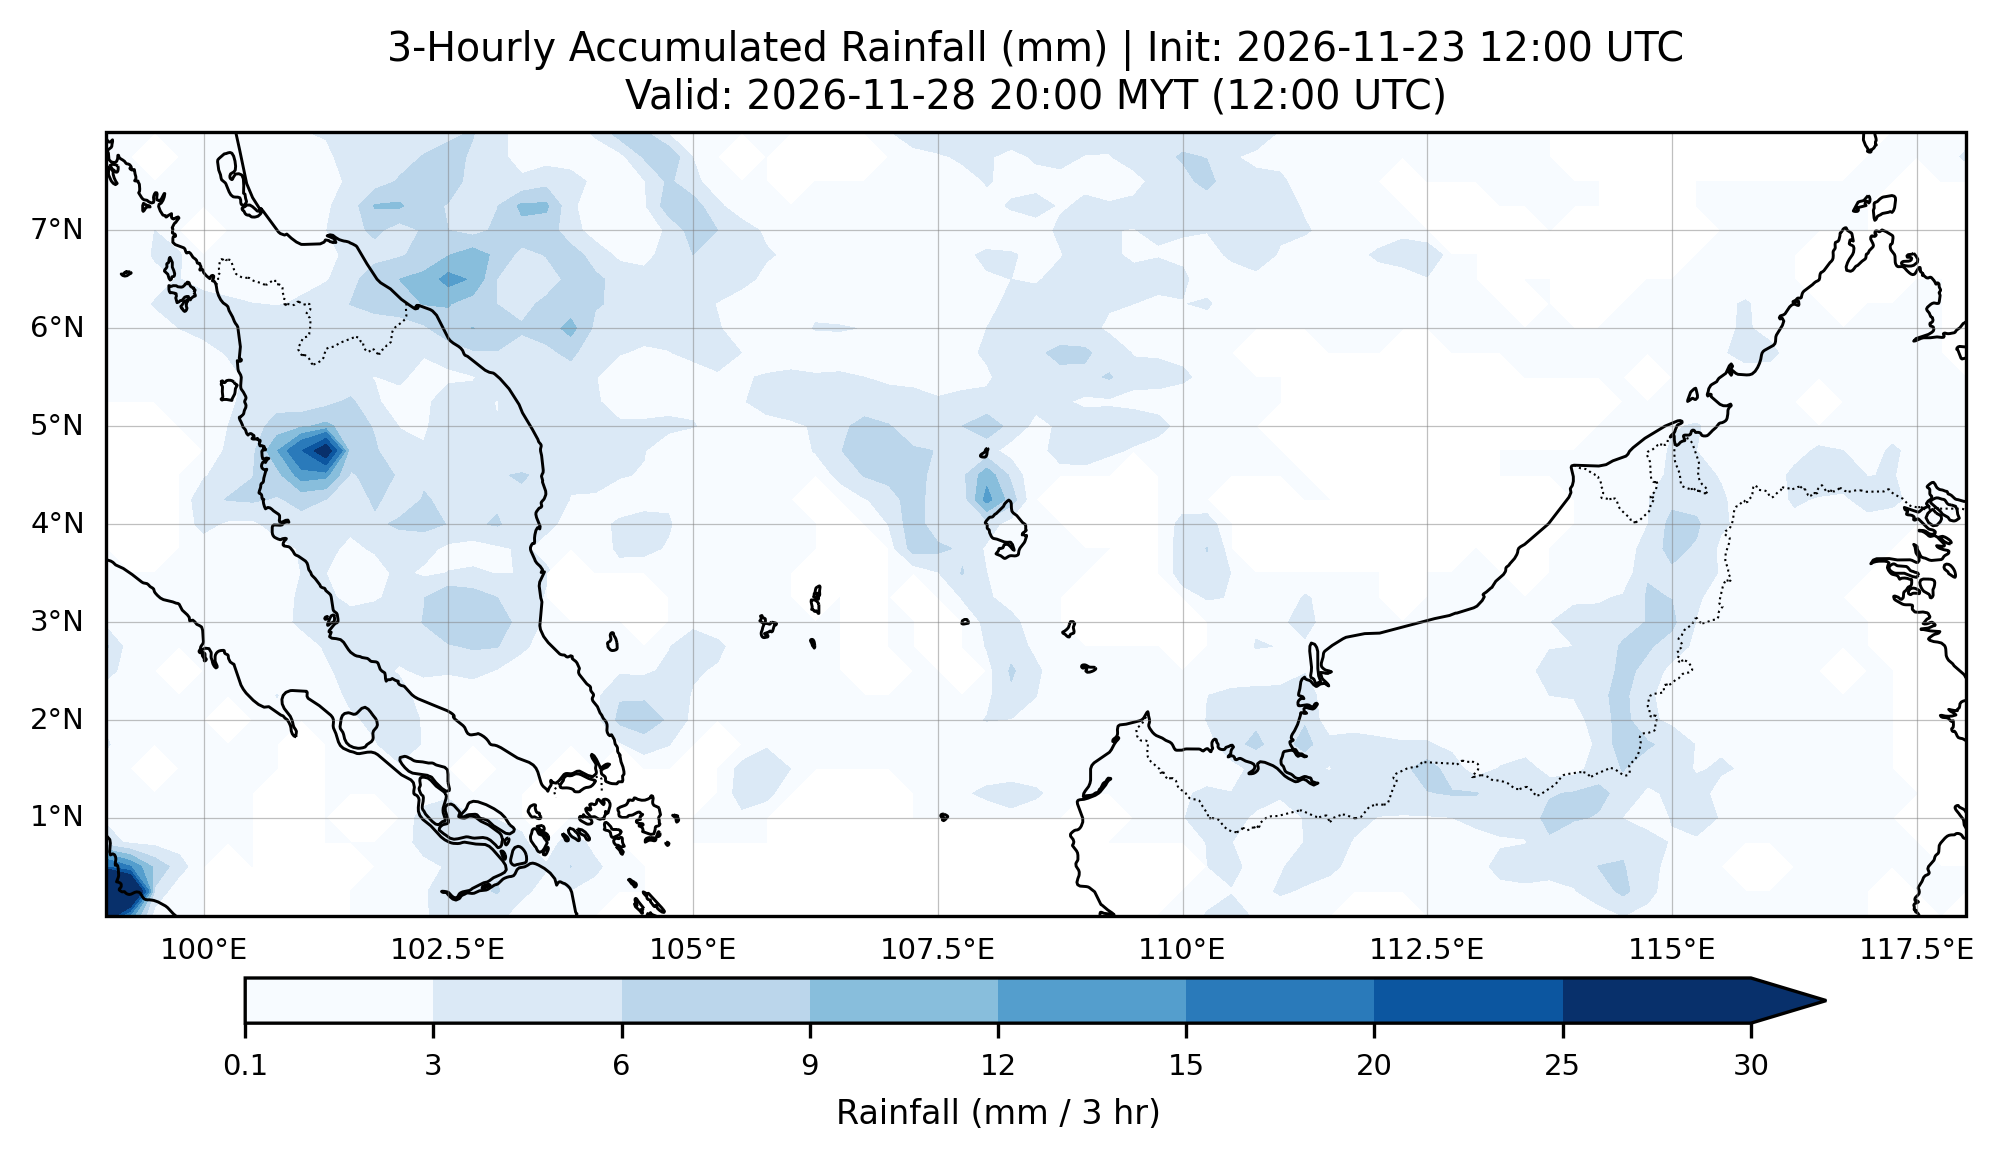 3-Hourly Accumulated Rainfall (mm) | Init: 2026-11-23 12:00 UTC
Valid: 2026-11-28 20:00 MYT (12:00 UTC)
7°N
6°N
5°N
4°N
3°N
2°N
1°N
100°E 102.5°E 105°E 107.5°E 110°E 112.5°E 115°E 117.5°E
0.1 3 6 9 12 15 20 25 30
Rainfall (mm / 3 hr)